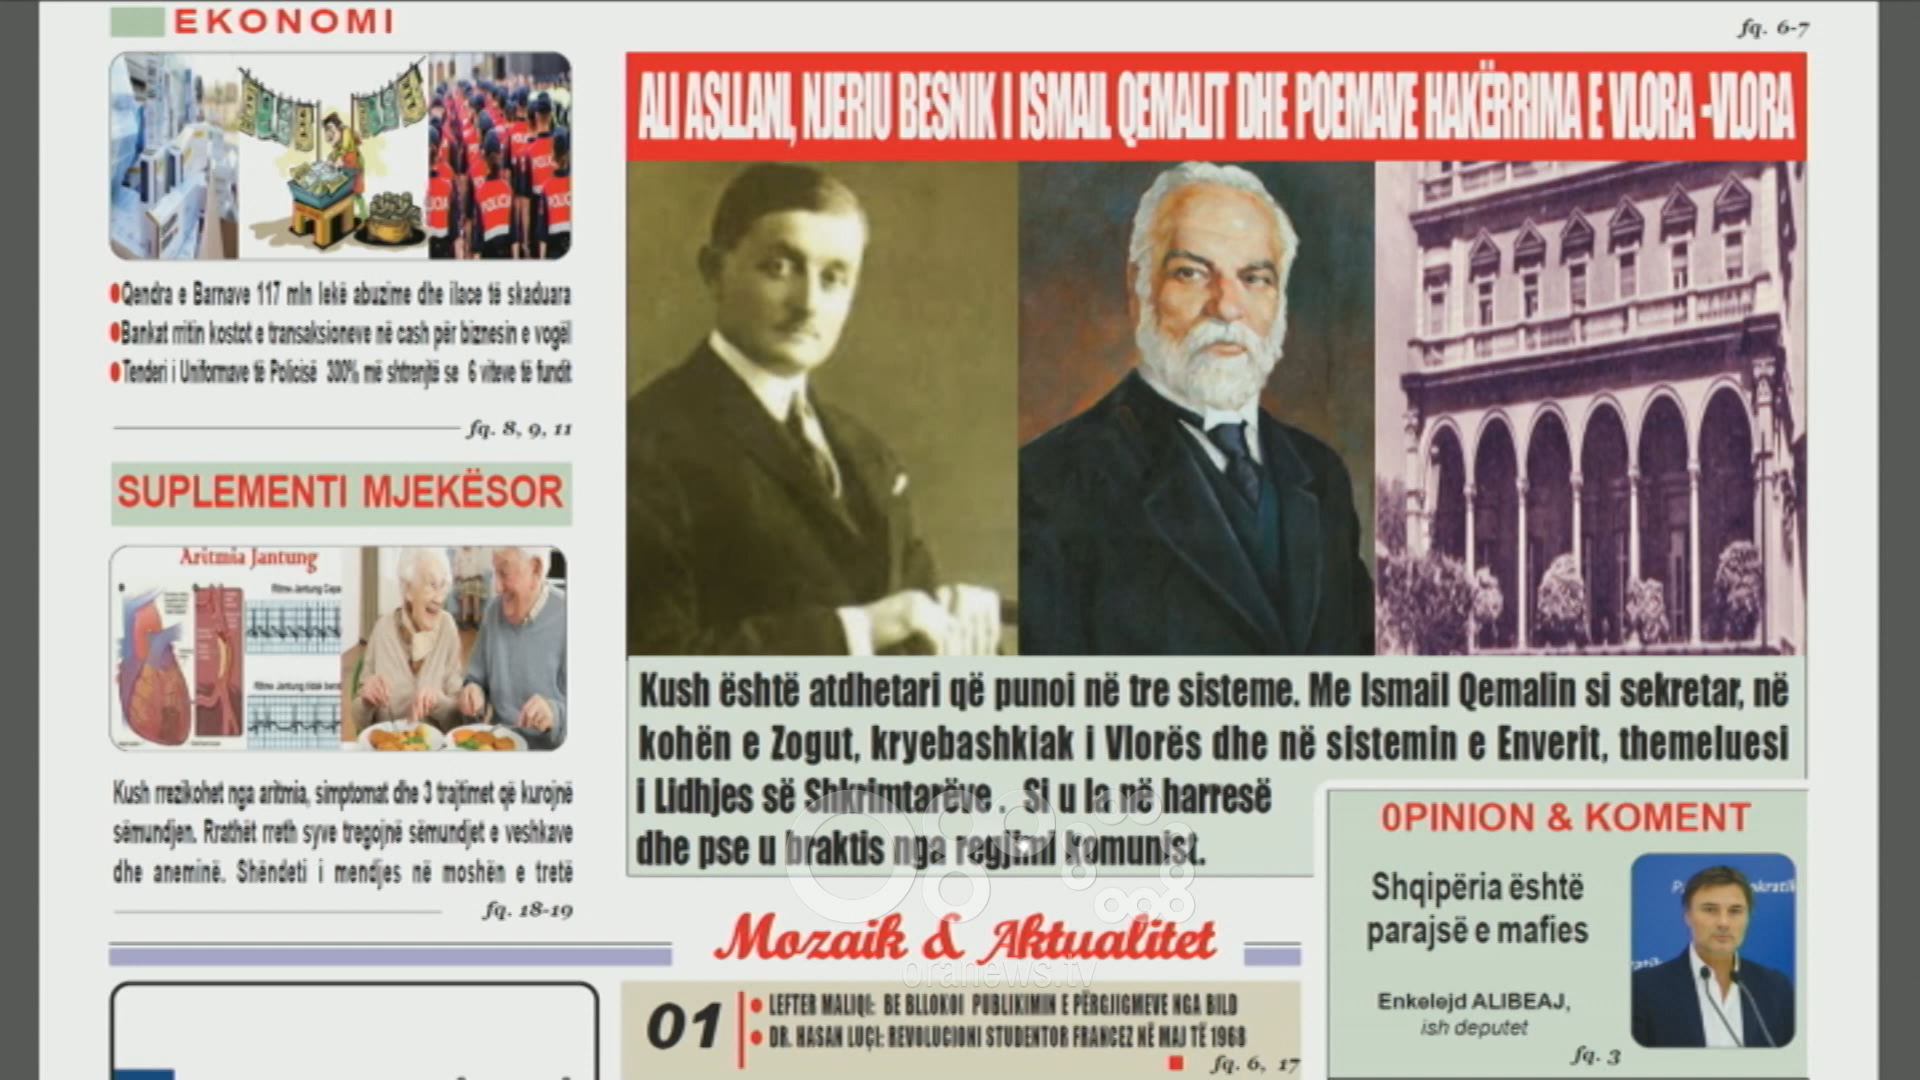 EKONOMI
Qendra e Barnave 117 mln lekë abuzime dhe ilace të skaduara
Bankat rritin kostot e transaksioneve në cash për biznesin e vogël
Tenderi i Uniformave të Policisë 300% më shtrenjtë se 6 viteve të fundit
fq. 8, 9, 11
SUPLEMENTI MJEKËSOR
Aritmia Jantung
Kush rrezikohet nga aritmia, simptomat dhe 3 trajtimet që kurojnë
sëmundjen. Rrathët rreth syve tregojnë sëmundjet e veshkave
dhe aneminë. Shëndeti i mendjes në moshën e tretë
fq. 18-19
fq. 6-7
ALI ASLLANI, NJERIU BESNIK I ISMAIL QEMALIT DHE POEMAVE HAKËRRIMA E VLORA -VLORA
Kush është atdhetari që punoi në tre sisteme. Me Ismail Qemalin si sekretar, në
kohën e Zogut, kryebashkiak i Vlorës dhe në sistemin e Enverit, themeluesi
i Lidhjes së Shkrimtarëve . Si u la në harresë
dhe pse u braktis nga regjimi komunist.
Mozaik & Aktualitet
oranews.tv
01
LEFTER MALIQI: BE BLLOKOI PUBLIKIMIN E PËRGJIGMEVE NGA BILD
DR. HASAN LUÇI: REVOLUCIONI STUDENTOR FRANCEZ NË MAJ TË 1968
fq. 6, 17
0PINION & KOMENT
Shqipëria është
parajsë e mafies
Enkelejd ALIBEAJ,
ish deputet
fq. 3